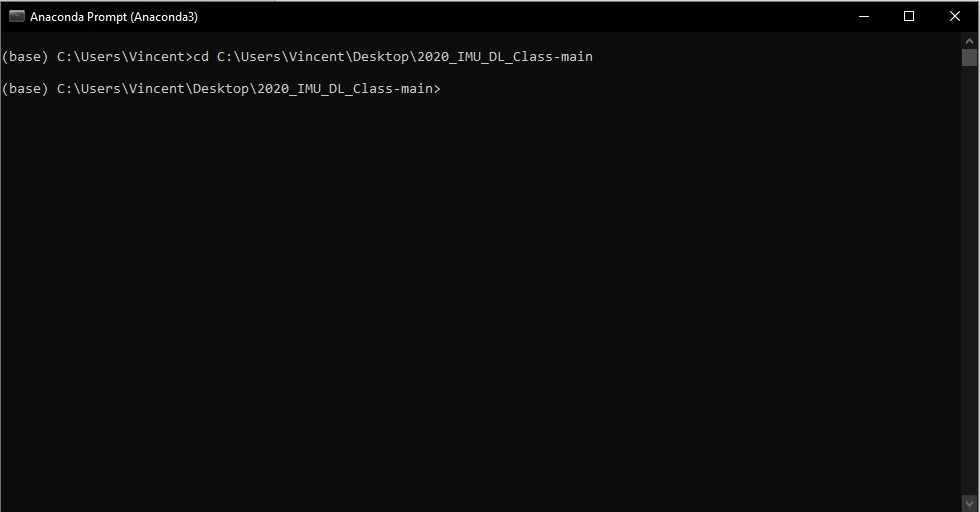 Anaconda Prompt (Anaconda3)
(base) C:\Users\Vincent>cd C:\Users\Vincent\Desktop\2020_IMU_DL_Class-main
(base) C:\Users\Vincent\Desktop\2020_IMU_DL_Class-main>